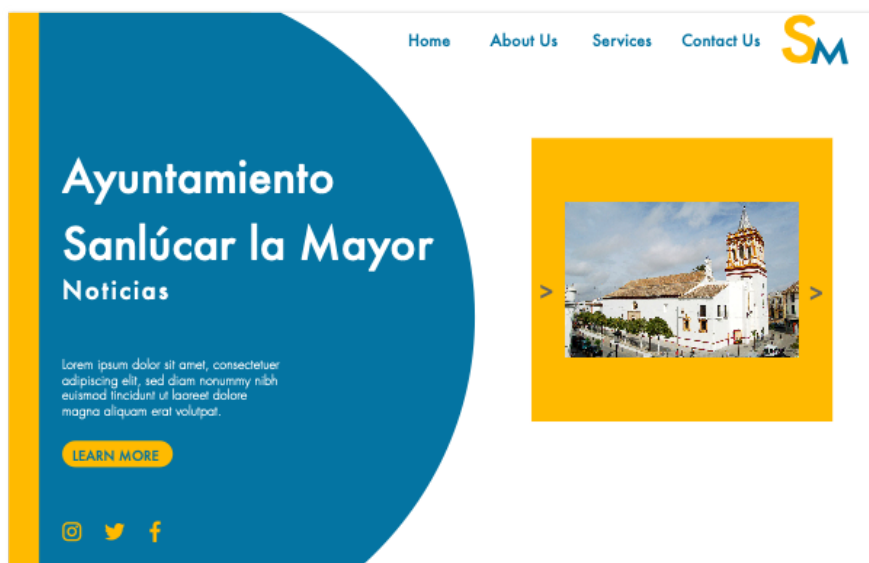 Home About Us Services Contact Us SM
Ayuntamiento
Sanlúcar la Mayor
Noticias
> >
Lorem ipsum dolor sit amet, consectetuer
adipiscing elit, sed diam nonummy nibh
euismod tincidunt ut laoreet dolore
magna aliquam erat volutpat.
LEARN MORE